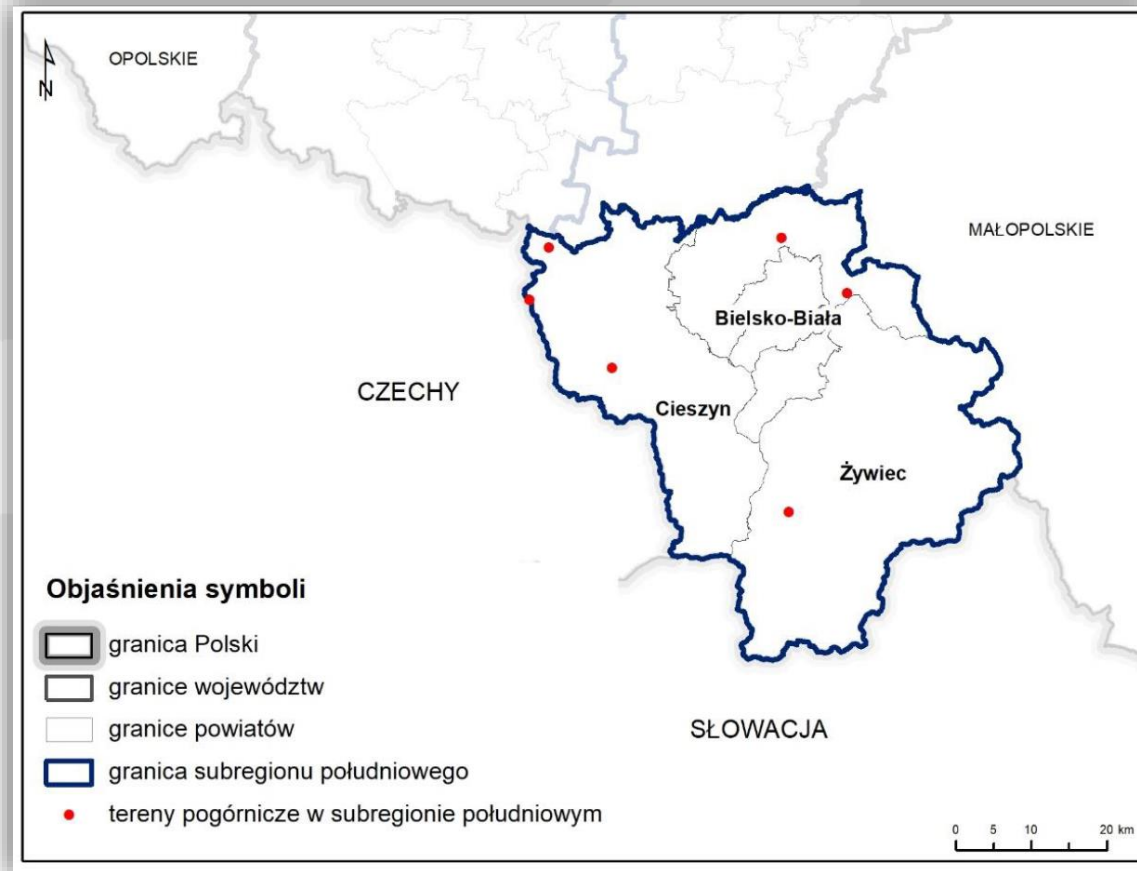 OPOLSKIE
N
MAŁOPOLSKIE
Bielsko-Biała
CZECHY
Cieszyn
Żywiec
Objaśnienia symboli
granica Polski
granice województw
granice powiatów
granica subregionu południowego
tereny pogórnicze w subregionie południowym
SŁOWACJA
0 5 10 20 km